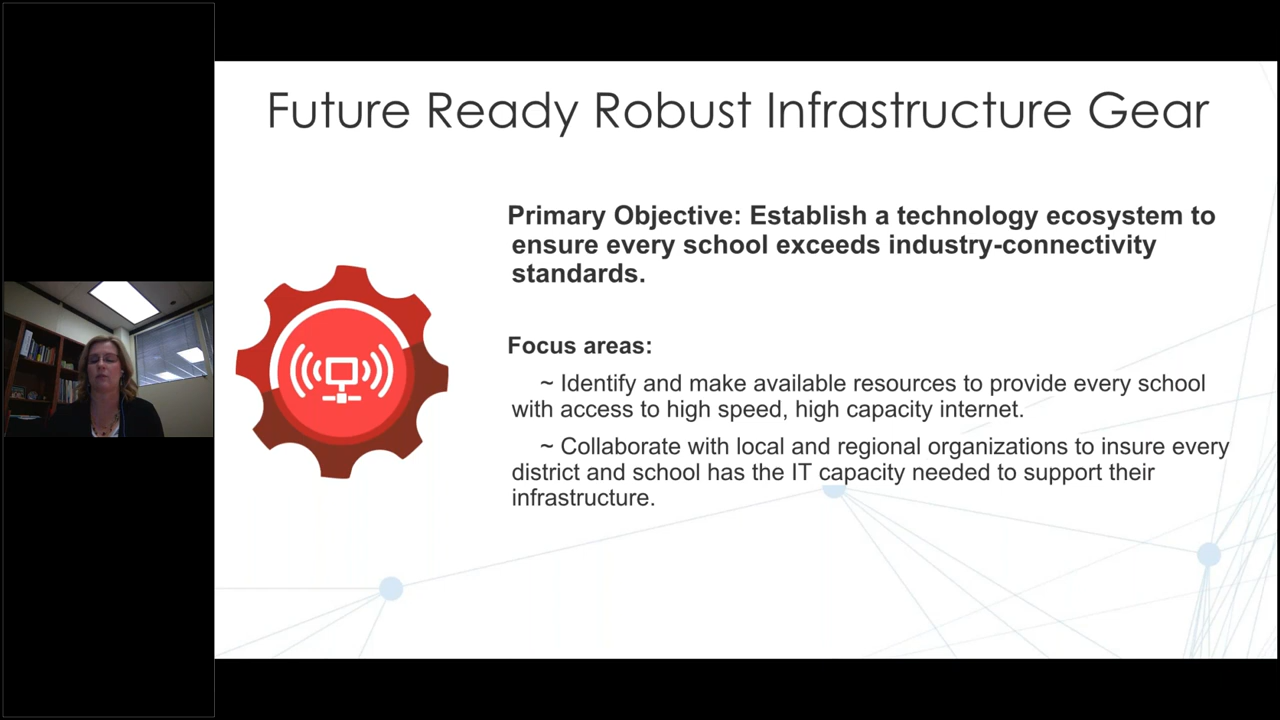 Future Ready Robust Infrastructure Gear
Primary Objective: Establish a technology ecosystem to
ensure every school exceeds industry-connectivity
standards.
Focus areas:
~ Identify and make available resources to provide every school
with access to high speed, high capacity internet.
~ Collaborate with local and regional organizations to insure every
district and school has the IT capacity needed to support their
infrastructure.